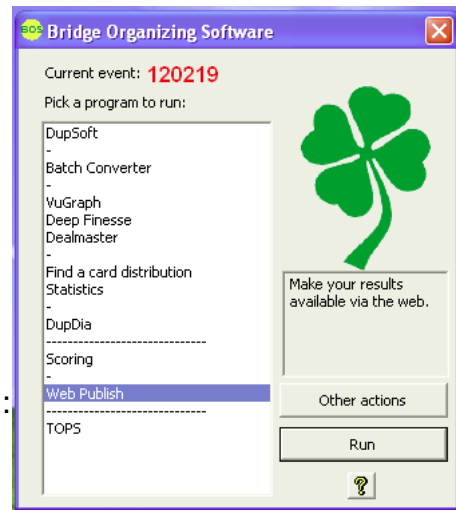 BOS Bridge Organizing Software
Current event: 120219
Pick a program to run:
DupSoft
-
Batch Converter
-
VuGraph
Deep Finesse
Dealmaster
-
Find a card distribution
Statistics
-
DupDia
-----------------------------
Scoring
-
Web Publish
-----------------------------
TOPS
Make your results
available via the web.
Other actions
Run
?
: